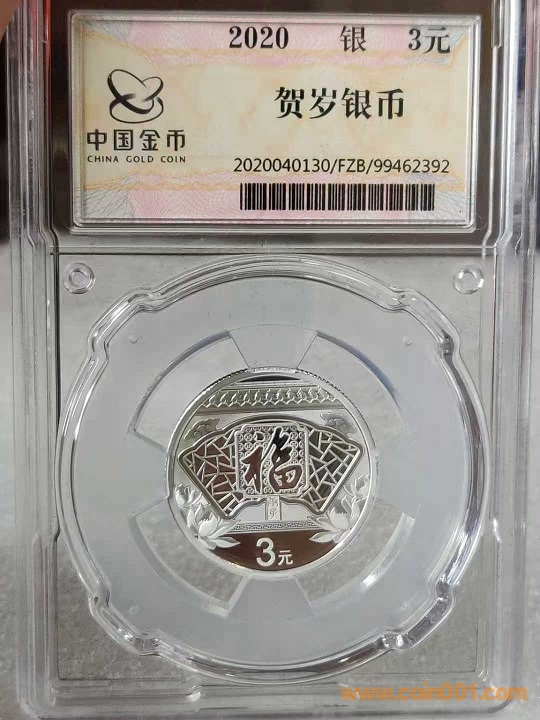 2020 银 3元
贺岁银币
中国金币
CHINA GOLD COIN
2020040130/FZB/99462392
福
3元
www.coin001.com